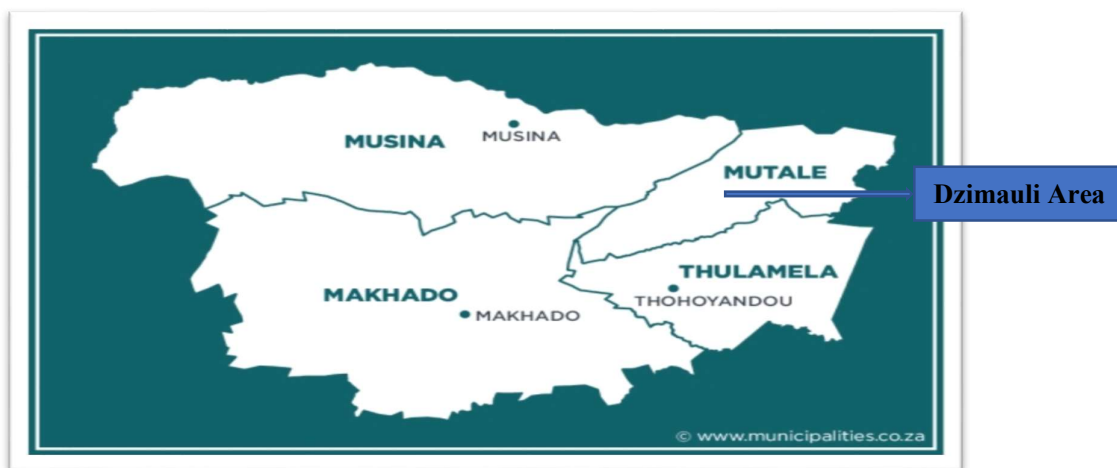 MUSINA
MUSINA
MUTALE
Dzimauli Area
THULAMELA
THOHOYANDOU
MAKHADO
MAKHADO
© www.municipalities.co.za